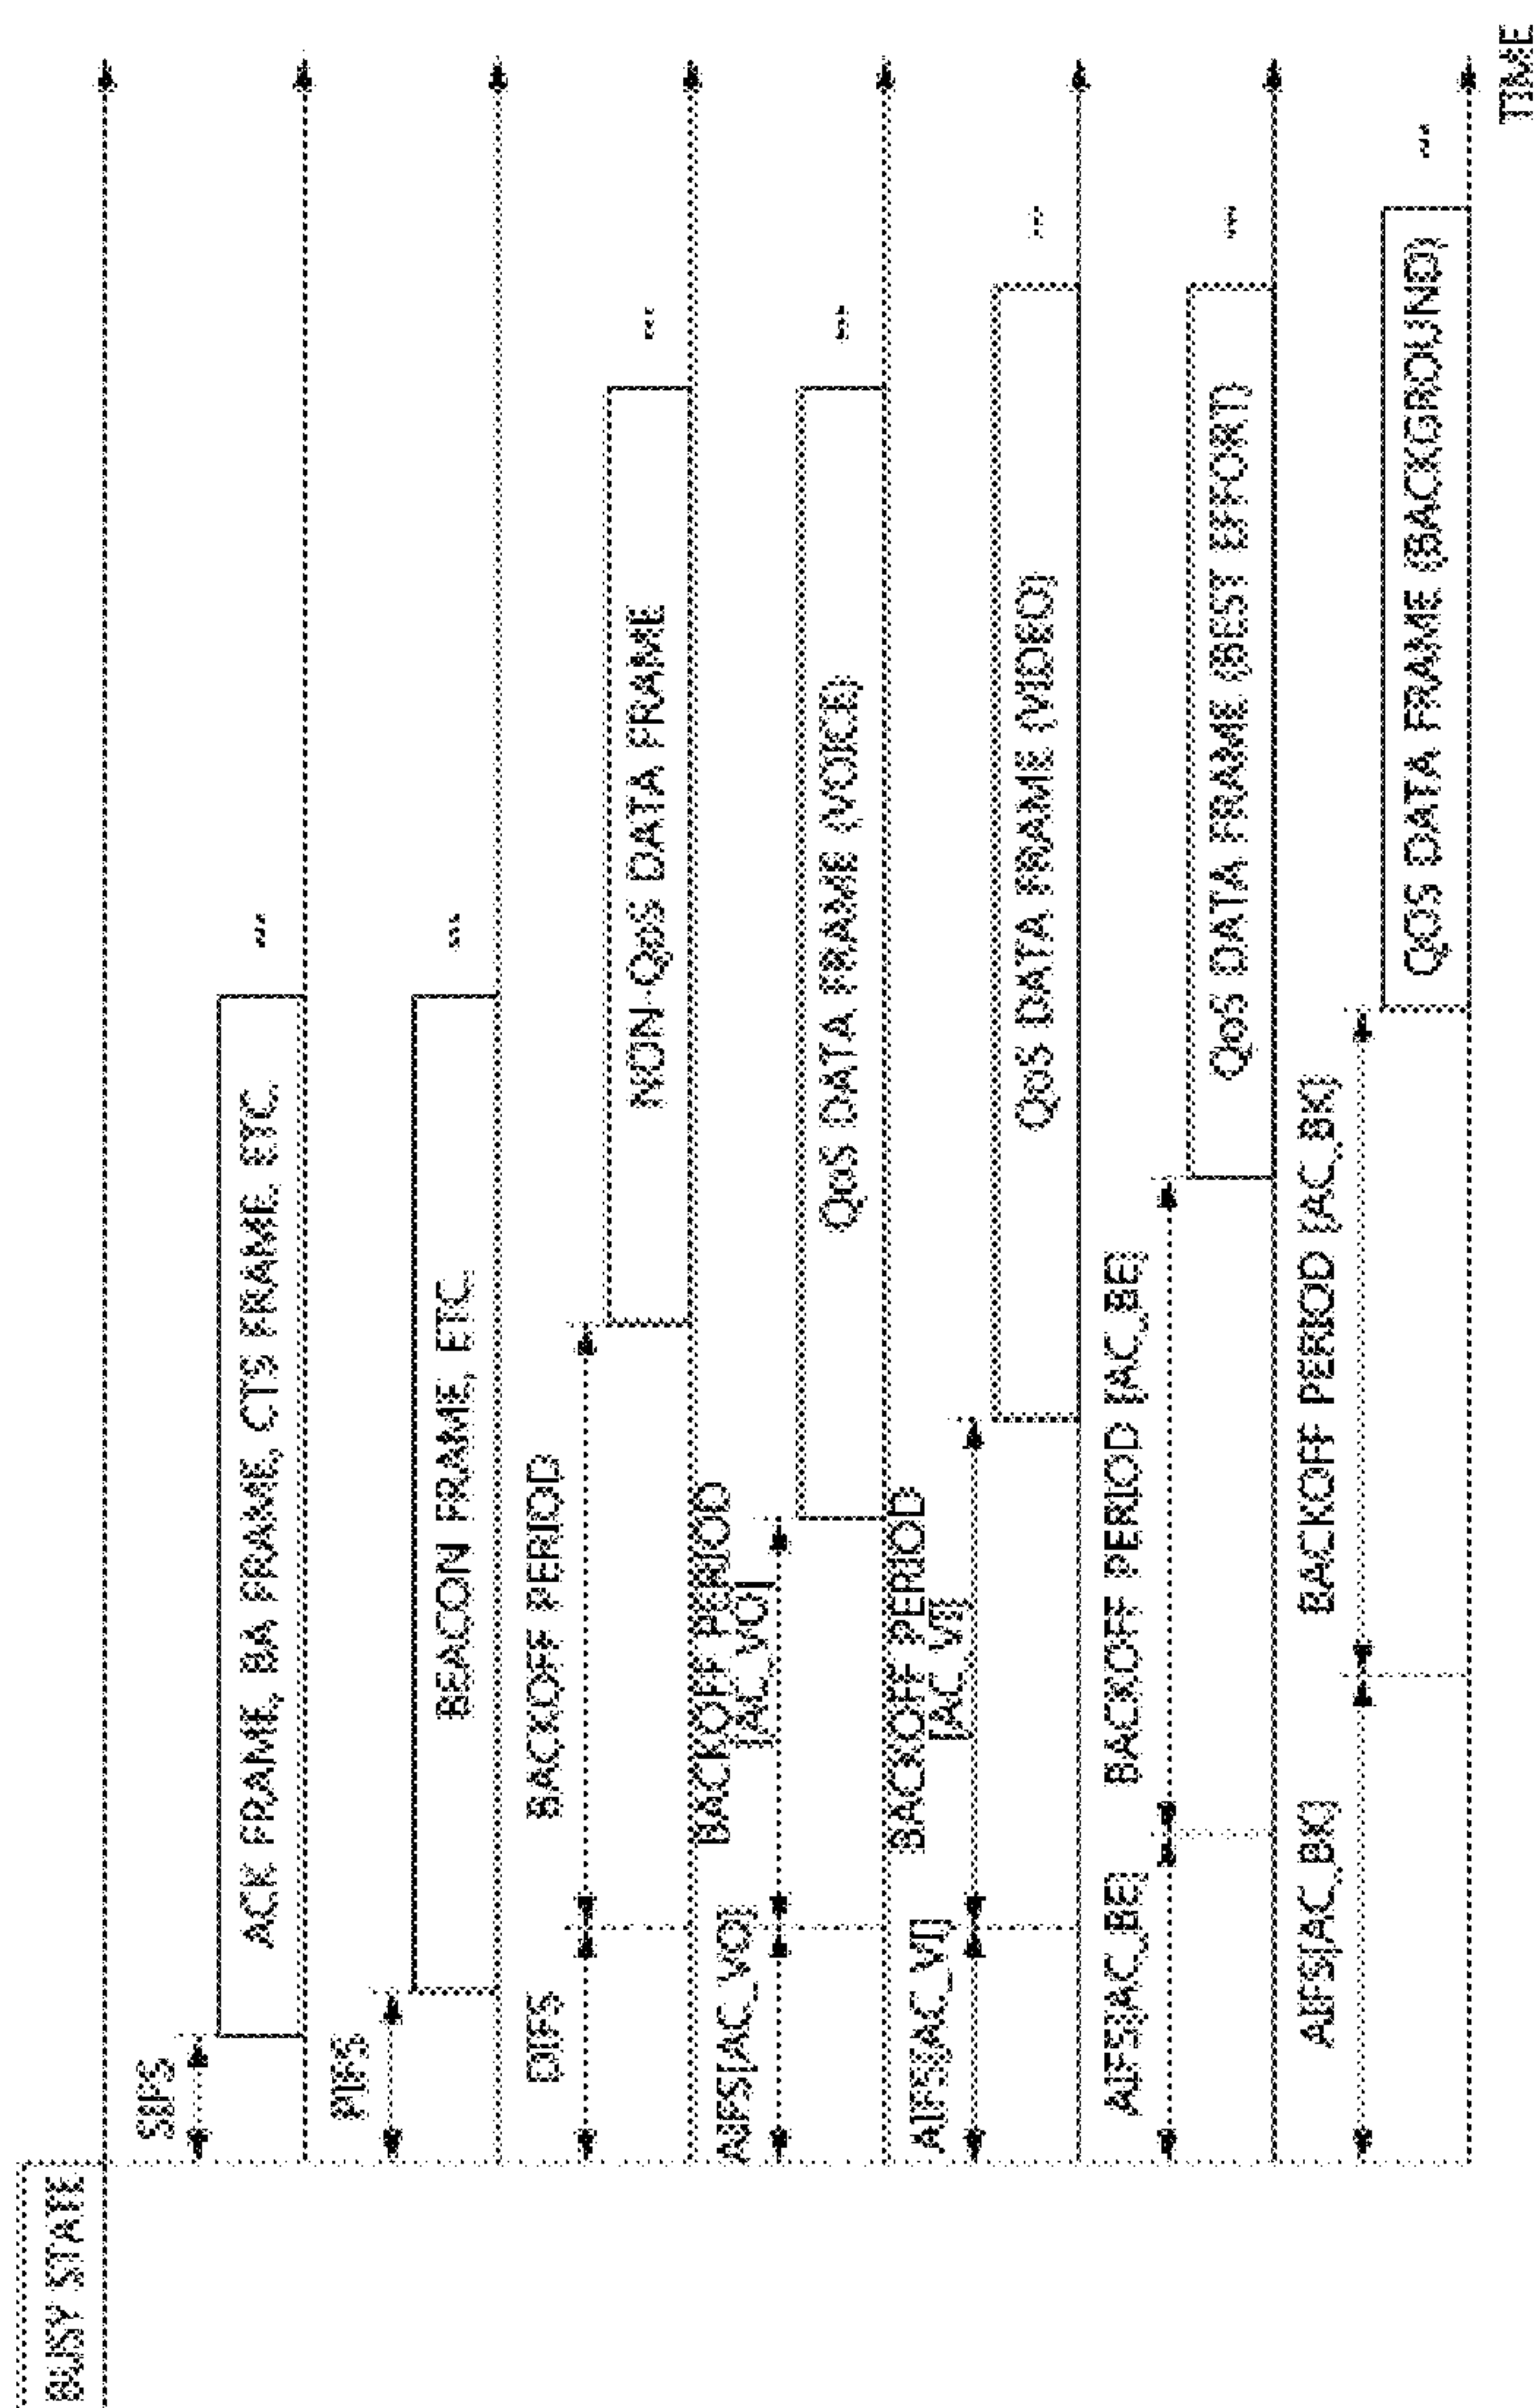 BUSY STATE
SIFS
ACK FRAME, BA FRAME, CTS FRAME, ETC.
PIFS
BEACON FRAME, ETC.
DIFS
BACKOFF PERIOD
NON-QoS DATA FRAME
AIFS[AC_VO]
BACKOFF PERIOD
[AC_VO]
QoS DATA FRAME (VOICE)
AIFS[AC_VI]
BACKOFF PERIOD
[AC_VI]
QoS DATA FRAME (VIDEO)
AIFS[AC_BE]
BACKOFF PERIOD [AC_BE]
QoS DATA FRAME (BEST EFFORT)
AIFS[AC_BK]
BACKOFF PERIOD [AC_BK]
QOS DATA FRAME (BACKGROUND)
TIME